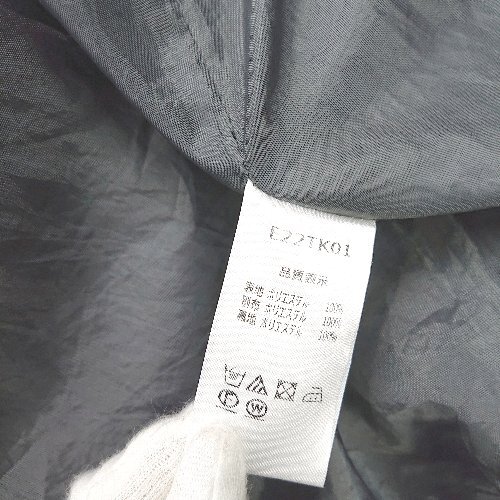 E22TK01
品質表示
表地 ポリエステル 100%
別布 ポリエステル 100%
裏地 ポリエステル 100%
P
W